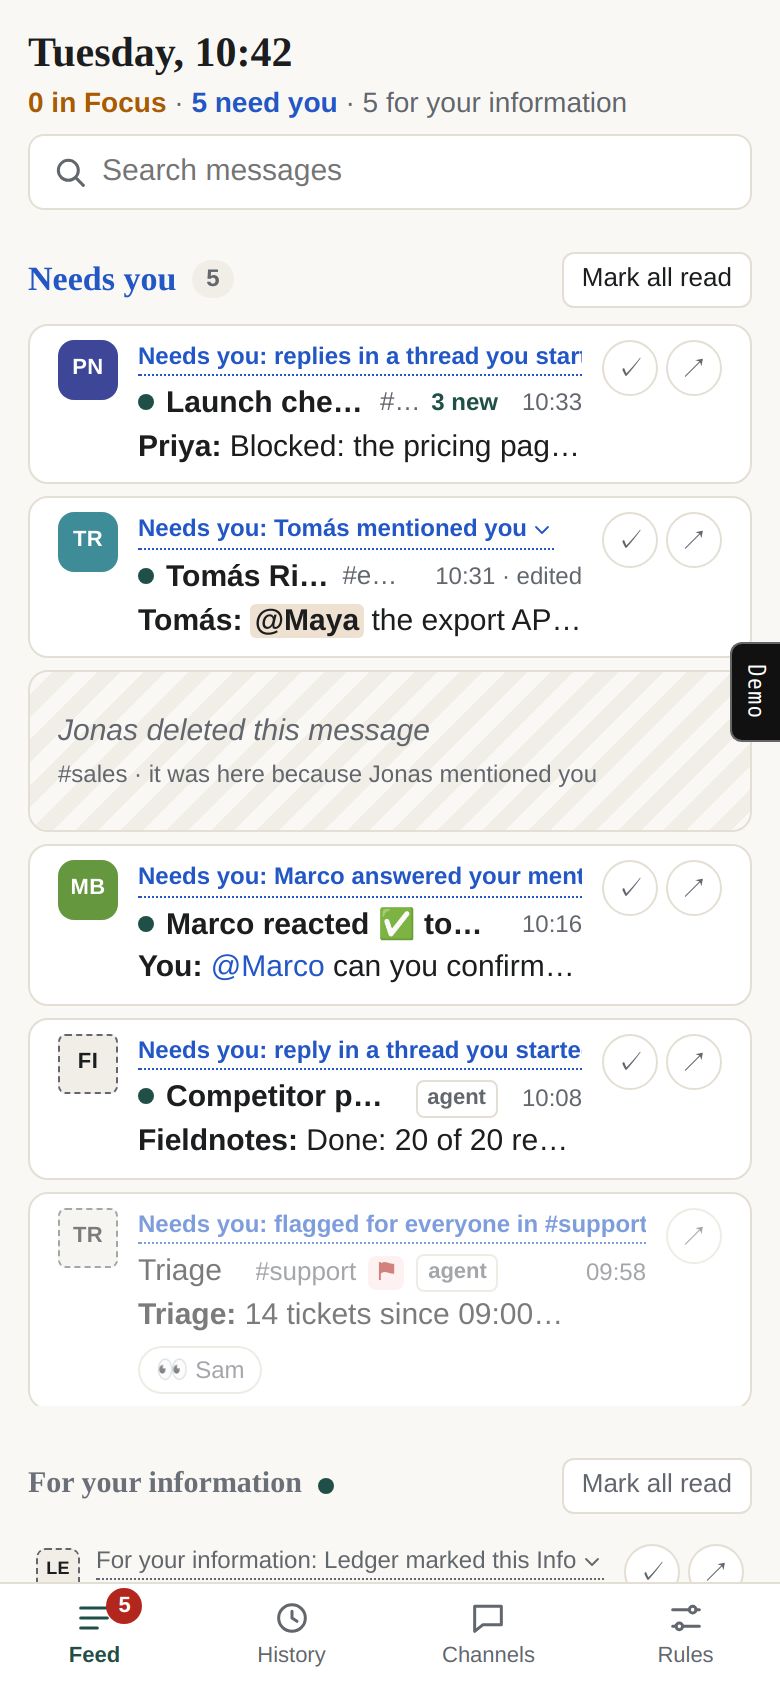 Tuesday, 10:42
0 in Focus · 5 need you · 5 for your information
Search messages
Needs you 5 Mark all read
PN Needs you: replies in a thread you start
Launch che… #… 3 new 10:33
Priya: Blocked: the pricing pag…
TR Needs you: Tomás mentioned you
Tomás Ri… #e… 10:31 · edited
Tomás: @Maya the export AP…
Demo
Jonas deleted this message
#sales · it was here because Jonas mentioned you
MB Needs you: Marco answered your ment
Marco reacted ✅ to… 10:16
You: @Marco can you confirm…
FI Needs you: reply in a thread you starte
Competitor p… agent 10:08
Fieldnotes: Done: 20 of 20 re…
TR Needs you: flagged for everyone in #support
Triage #support agent 09:58
Triage: 14 tickets since 09:00…
👀 Sam
For your information Mark all read
LE For your information: Ledger marked this Info
5
Feed History Channels Rules